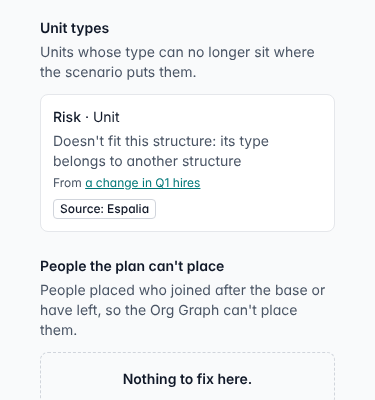 Unit types
Units whose type can no longer sit where
the scenario puts them.
Risk · Unit
Doesn't fit this structure: its type
belongs to another structure
From a change in Q1 hires
Source: Espalia
People the plan can't place
People placed who joined after the base or
have left, so the Org Graph can't place
them.
Nothing to fix here.